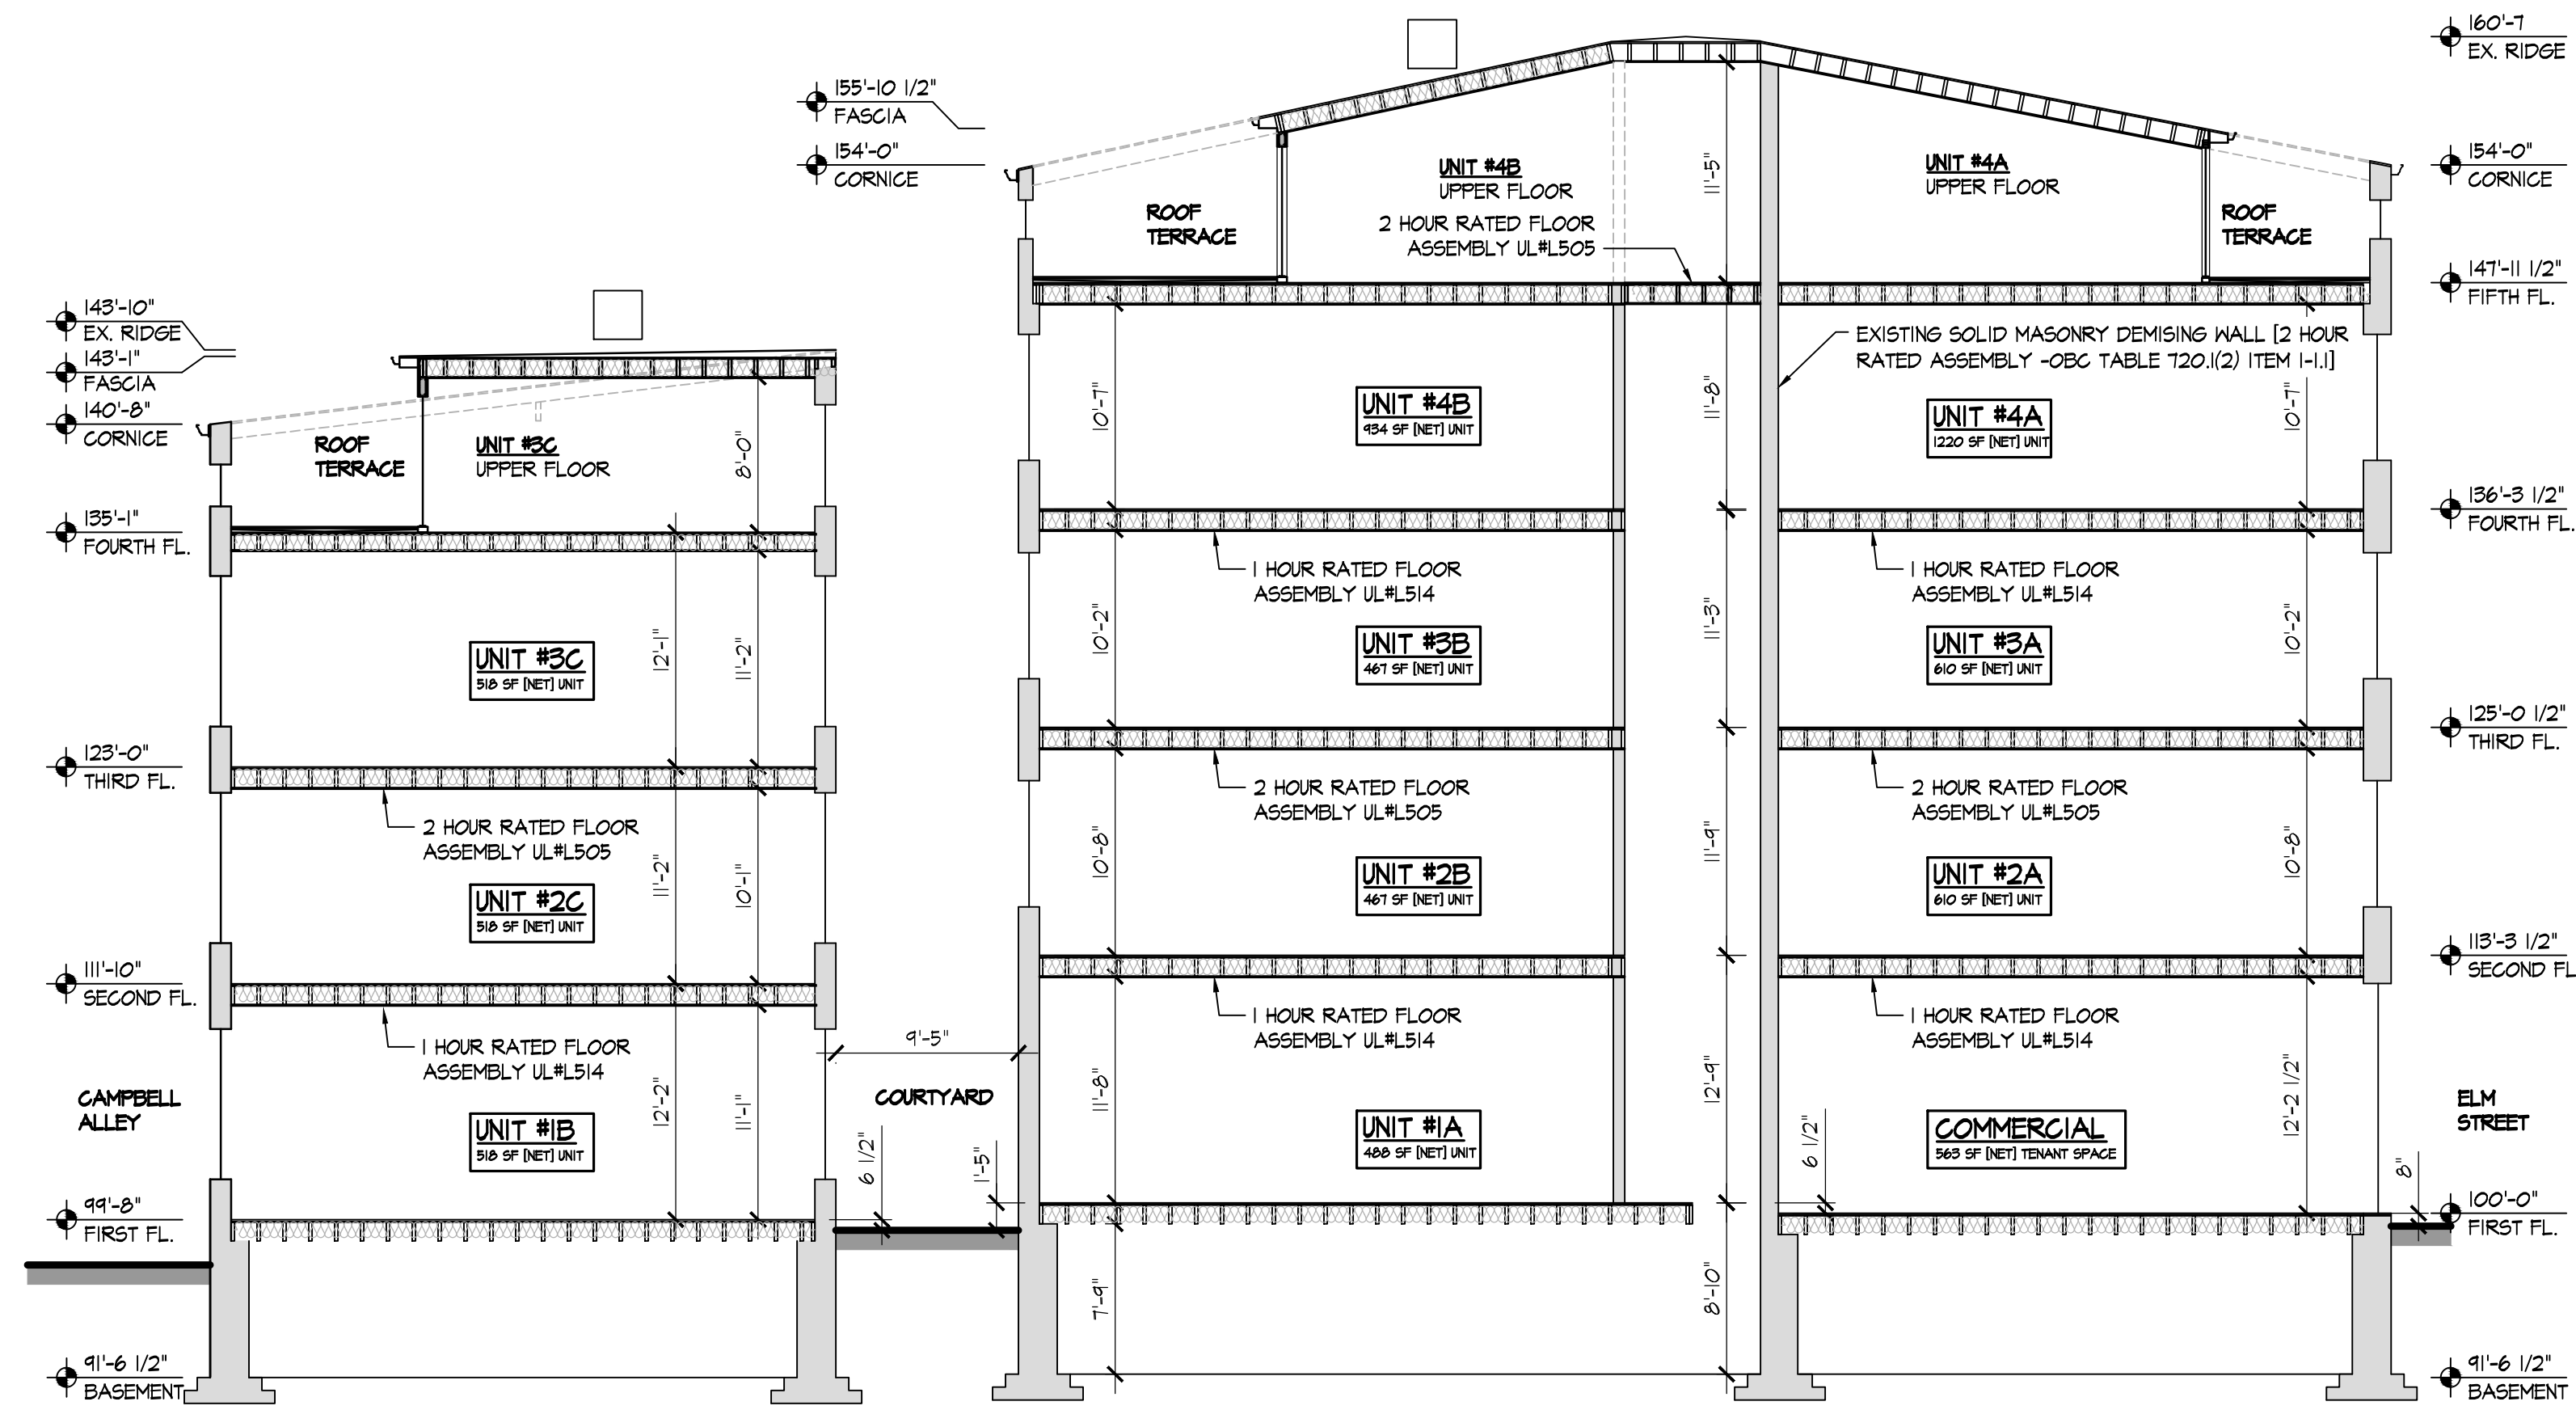 160'-7
EX. RIDGE
155'-10 1/2"
FASCIA
154'-0"
CORNICE
154'-0"
CORNICE
UNIT #4B
UPPER FLOOR
11'-5"
UNIT #4A
UPPER FLOOR
ROOF
TERRACE
2 HOUR RATED FLOOR
ASSEMBLY UL#L505
ROOF
TERRACE
147'-11 1/2"
FIFTH FL.
143'-10"
EX. RIDGE
143'-1"
FASCIA
140'-8"
CORNICE
EXISTING SOLID MASONRY DEMISING WALL [2 HOUR
RATED ASSEMBLY -OBC TABLE 720.1(2) ITEM 1-1.1]
ROOF
TERRACE
UNIT #3C
UPPER FLOOR
8'-0"
10'-7"
UNIT #4B
934 SF [NET] UNIT
11'-8"
UNIT #4A
1220 SF [NET] UNIT
10'-7"
135'-1"
FOURTH FL.
136'-3 1/2"
FOURTH FL.
1 HOUR RATED FLOOR
ASSEMBLY UL#L514
1 HOUR RATED FLOOR
ASSEMBLY UL#L514
UNIT #3C
518 SF [NET] UNIT
12'-1"
11'-2"
10'-2"
UNIT #3B
467 SF [NET] UNIT
11'-3"
UNIT #3A
610 SF [NET] UNIT
10'-2"
123'-0"
THIRD FL.
125'-0 1/2"
THIRD FL.
2 HOUR RATED FLOOR
ASSEMBLY UL#L505
2 HOUR RATED FLOOR
ASSEMBLY UL#L505
2 HOUR RATED FLOOR
ASSEMBLY UL#L505
UNIT #2C
518 SF [NET] UNIT
11'-2"
10'-1"
10'-8"
UNIT #2B
467 SF [NET] UNIT
11'-9"
UNIT #2A
610 SF [NET] UNIT
10'-8"
111'-10"
SECOND FL.
113'-3 1/2"
SECOND FL.
1 HOUR RATED FLOOR
ASSEMBLY UL#L514
9'-5"
1 HOUR RATED FLOOR
ASSEMBLY UL#L514
1 HOUR RATED FLOOR
ASSEMBLY UL#L514
CAMPBELL
ALLEY
UNIT #1B
518 SF [NET] UNIT
12'-2"
11'-1"
COURTYARD
6 1/2"
1'-5"
11'-8"
UNIT #1A
488 SF [NET] UNIT
12'-9"
6 1/2"
COMMERCIAL
563 SF [NET] TENANT SPACE
12'-2 1/2"
ELM
STREET
8"
99'-8"
FIRST FL.
100'-0"
FIRST FL.
7'-9"
8'-10"
91'-6 1/2"
BASEMENT
91'-6 1/2"
BASEMENT